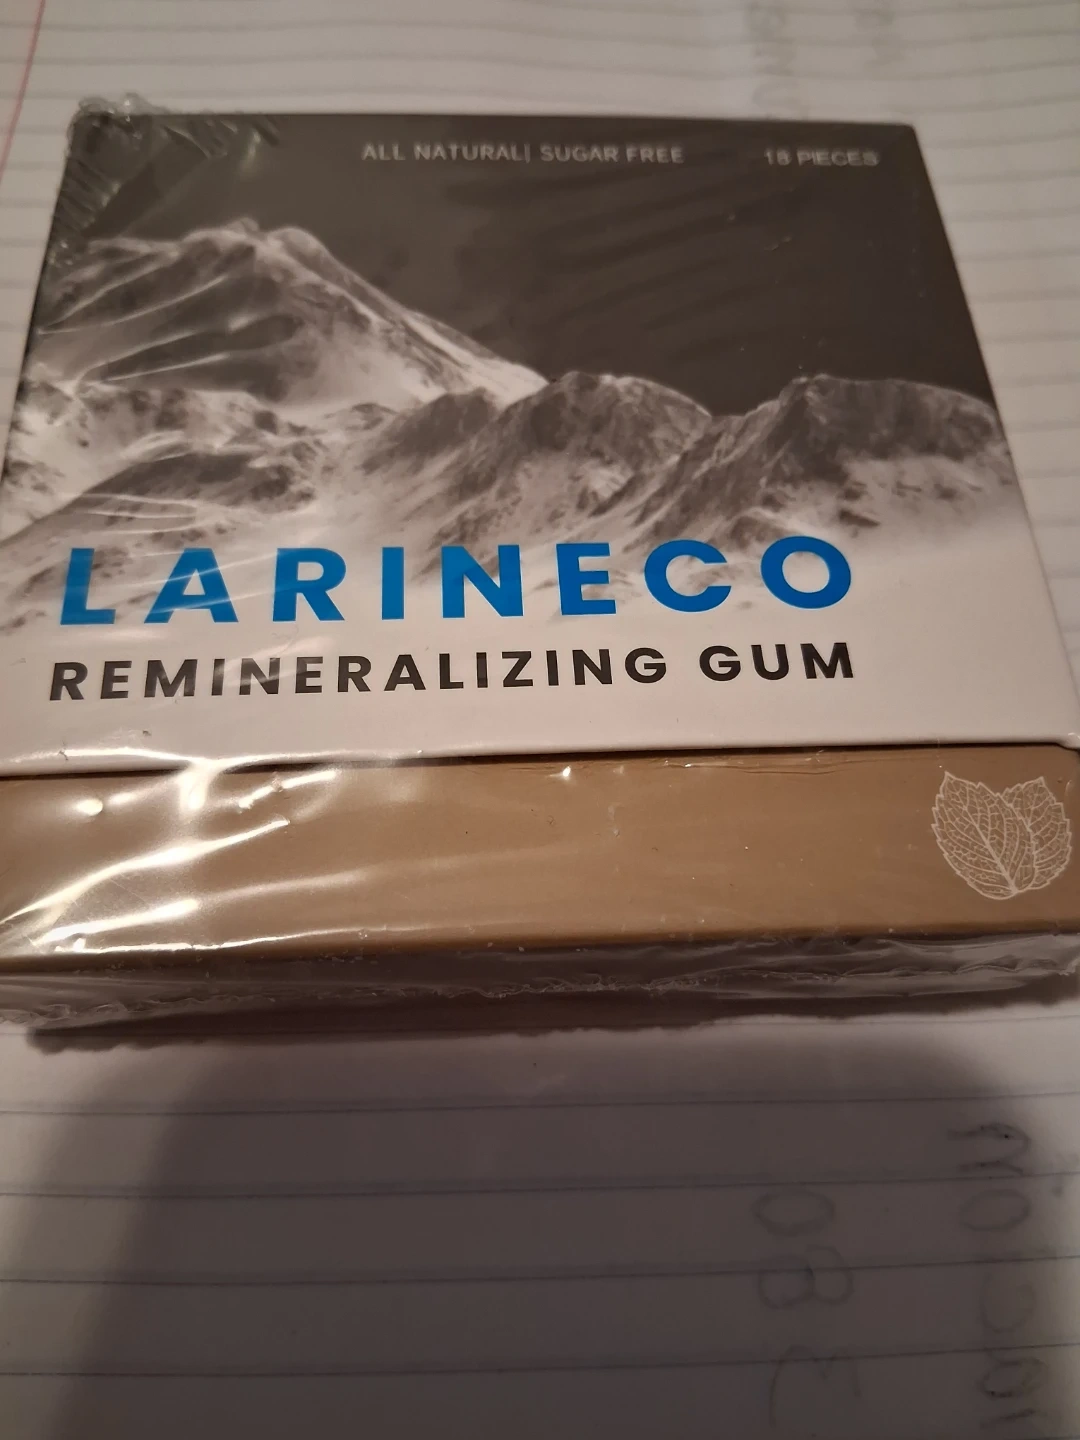 ALL NATURAL| SUGAR FREE 18 PIECES
LARINECO
REMINERALIZING GUM